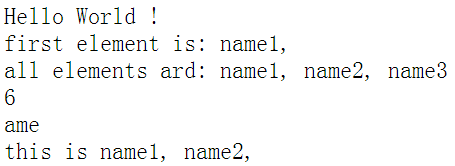 Hello World !
first element is: name1,
all elements ard: name1, name2, name3
6
ame
this is name1, name2,